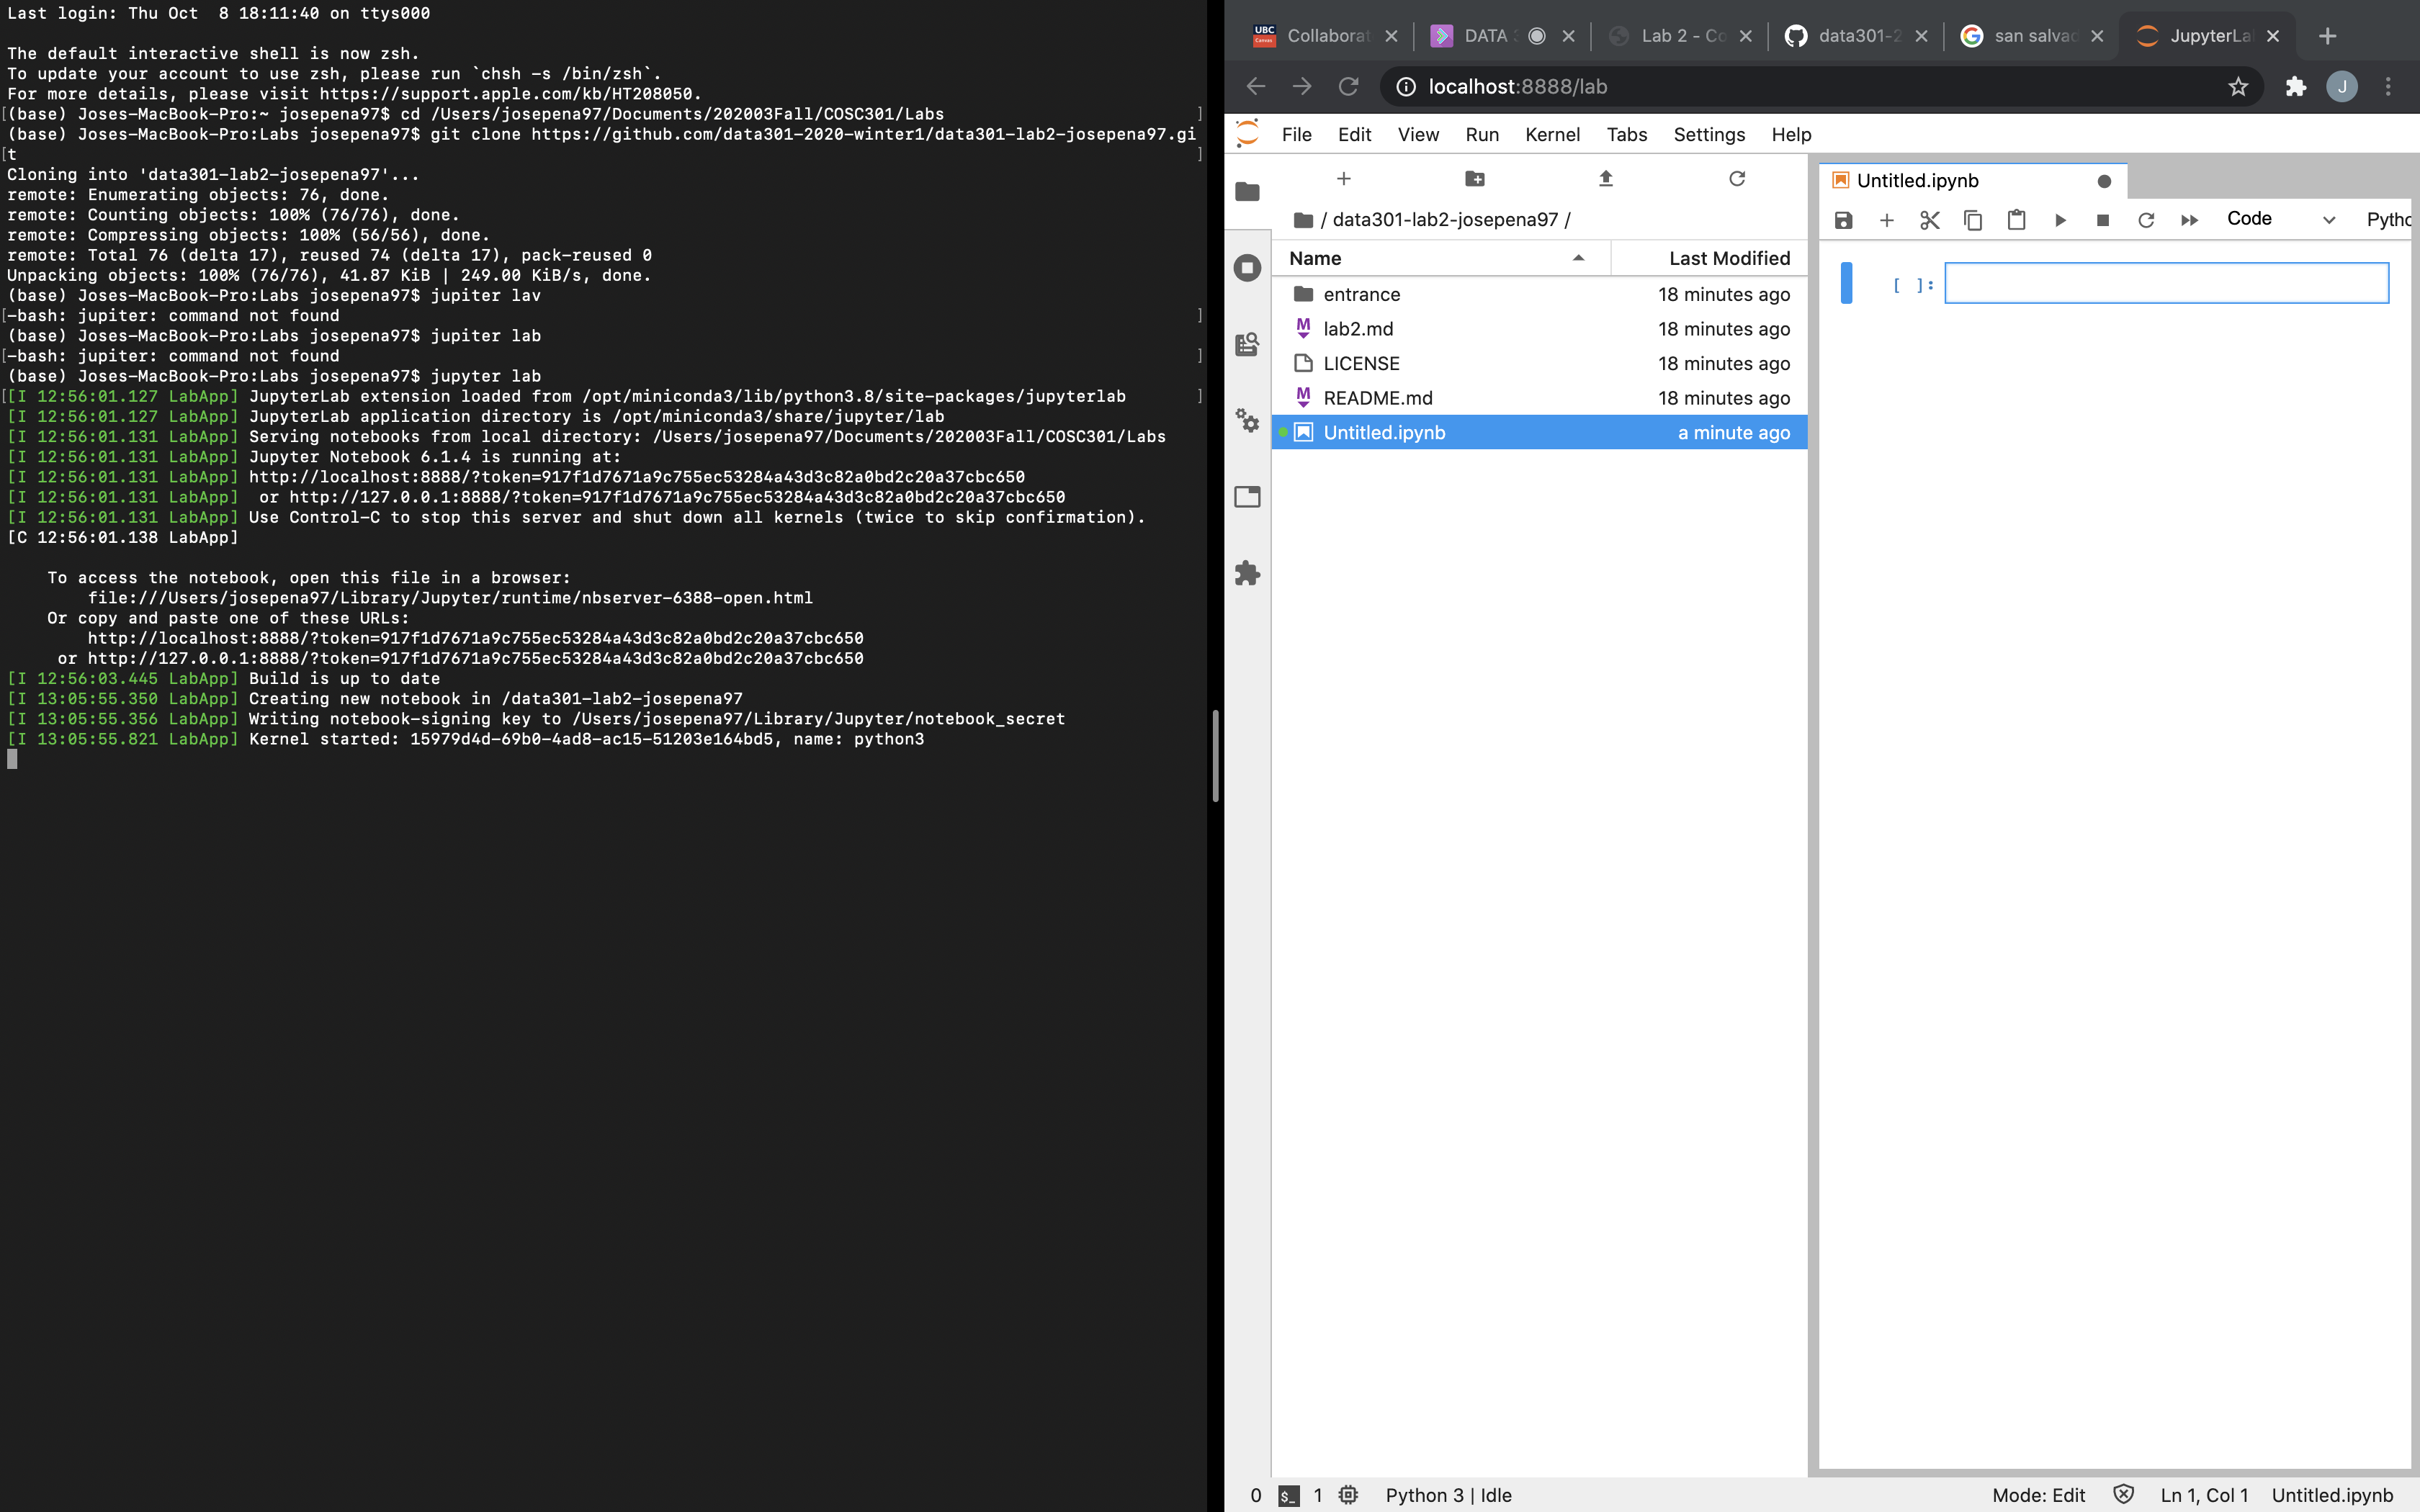 Last login: Thu Oct  8 18:11:40 on ttys000
The default interactive shell is now zsh.
To update your account to use zsh, please run `chsh -s /bin/zsh`.
For more details, please visit https://support.apple.com/kb/HT208050.
[(base) Joses-MacBook-Pro:~ josepena97$ cd /Users/josepena97/Documents/202003Fall/COSC301/Labs ]
(base) Joses-MacBook-Pro:Labs josepena97$ git clone https://github.com/data301-2020-winter1/data301-lab2-josepena97.gi
[t ]
Cloning into 'data301-lab2-josepena97'...
remote: Enumerating objects: 76, done.
remote: Counting objects: 100% (76/76), done.
remote: Compressing objects: 100% (56/56), done.
remote: Total 76 (delta 17), reused 74 (delta 17), pack-reused 0
Unpacking objects: 100% (76/76), 41.87 KiB | 249.00 KiB/s, done.
(base) Joses-MacBook-Pro:Labs josepena97$ jupiter lav
[-bash: jupiter: command not found ]
(base) Joses-MacBook-Pro:Labs josepena97$ jupiter lab
[-bash: jupiter: command not found ]
(base) Joses-MacBook-Pro:Labs josepena97$ jupyter lab
[[I 12:56:01.127 LabApp] JupyterLab extension loaded from /opt/miniconda3/lib/python3.8/site-packages/jupyterlab ]
[I 12:56:01.127 LabApp] JupyterLab application directory is /opt/miniconda3/share/jupyter/lab
[I 12:56:01.131 LabApp] Serving notebooks from local directory: /Users/josepena97/Documents/202003Fall/COSC301/Labs
[I 12:56:01.131 LabApp] Jupyter Notebook 6.1.4 is running at:
[I 12:56:01.131 LabApp] http://localhost:8888/?token=917f1d7671a9c755ec53284a43d3c82a0bd2c20a37cbc650
[I 12:56:01.131 LabApp]  or http://127.0.0.1:8888/?token=917f1d7671a9c755ec53284a43d3c82a0bd2c20a37cbc650
[I 12:56:01.131 LabApp] Use Control-C to stop this server and shut down all kernels (twice to skip confirmation).
[C 12:56:01.138 LabApp]
To access the notebook, open this file in a browser:
file:///Users/josepena97/Library/Jupyter/runtime/nbserver-6388-open.html
Or copy and paste one of these URLs:
http://localhost:8888/?token=917f1d7671a9c755ec53284a43d3c82a0bd2c20a37cbc650
or http://127.0.0.1:8888/?token=917f1d7671a9c755ec53284a43d3c82a0bd2c20a37cbc650
[I 12:56:03.445 LabApp] Build is up to date
[I 13:05:55.350 LabApp] Creating new notebook in /data301-lab2-josepena97
[I 13:05:55.356 LabApp] Writing notebook-signing key to /Users/josepena97/Library/Jupyter/notebook_secret
[I 13:05:55.821 LabApp] Kernel started: 15979d4d-69b0-4ad8-ac15-51203e164bd5, name: python3
UBC Canvas Collaborat DATA 3 Lab 2 - Co data301-2 san salvad JupyterLa
localhost:8888/lab J
File Edit View Run Kernel Tabs Settings Help
/ data301-lab2-josepena97 /
Name Last Modified
entrance 18 minutes ago
lab2.md 18 minutes ago
LICENSE 18 minutes ago
README.md 18 minutes ago
Untitled.ipynb a minute ago
Untitled.ipynb
Code Pytho
[ ]:
0 $_ 1 Python 3 | Idle Mode: Edit Ln 1, Col 1 Untitled.ipynb